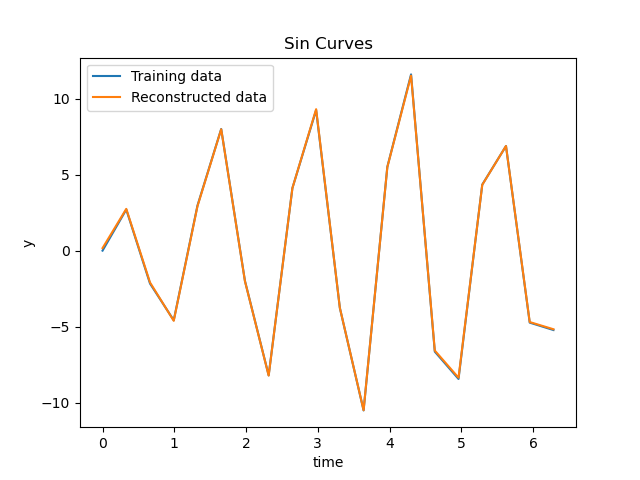 Sin Curves
Training data
Reconstructed data
10
5
0
−5
−10
y
0 1 2 3 4 5 6
time